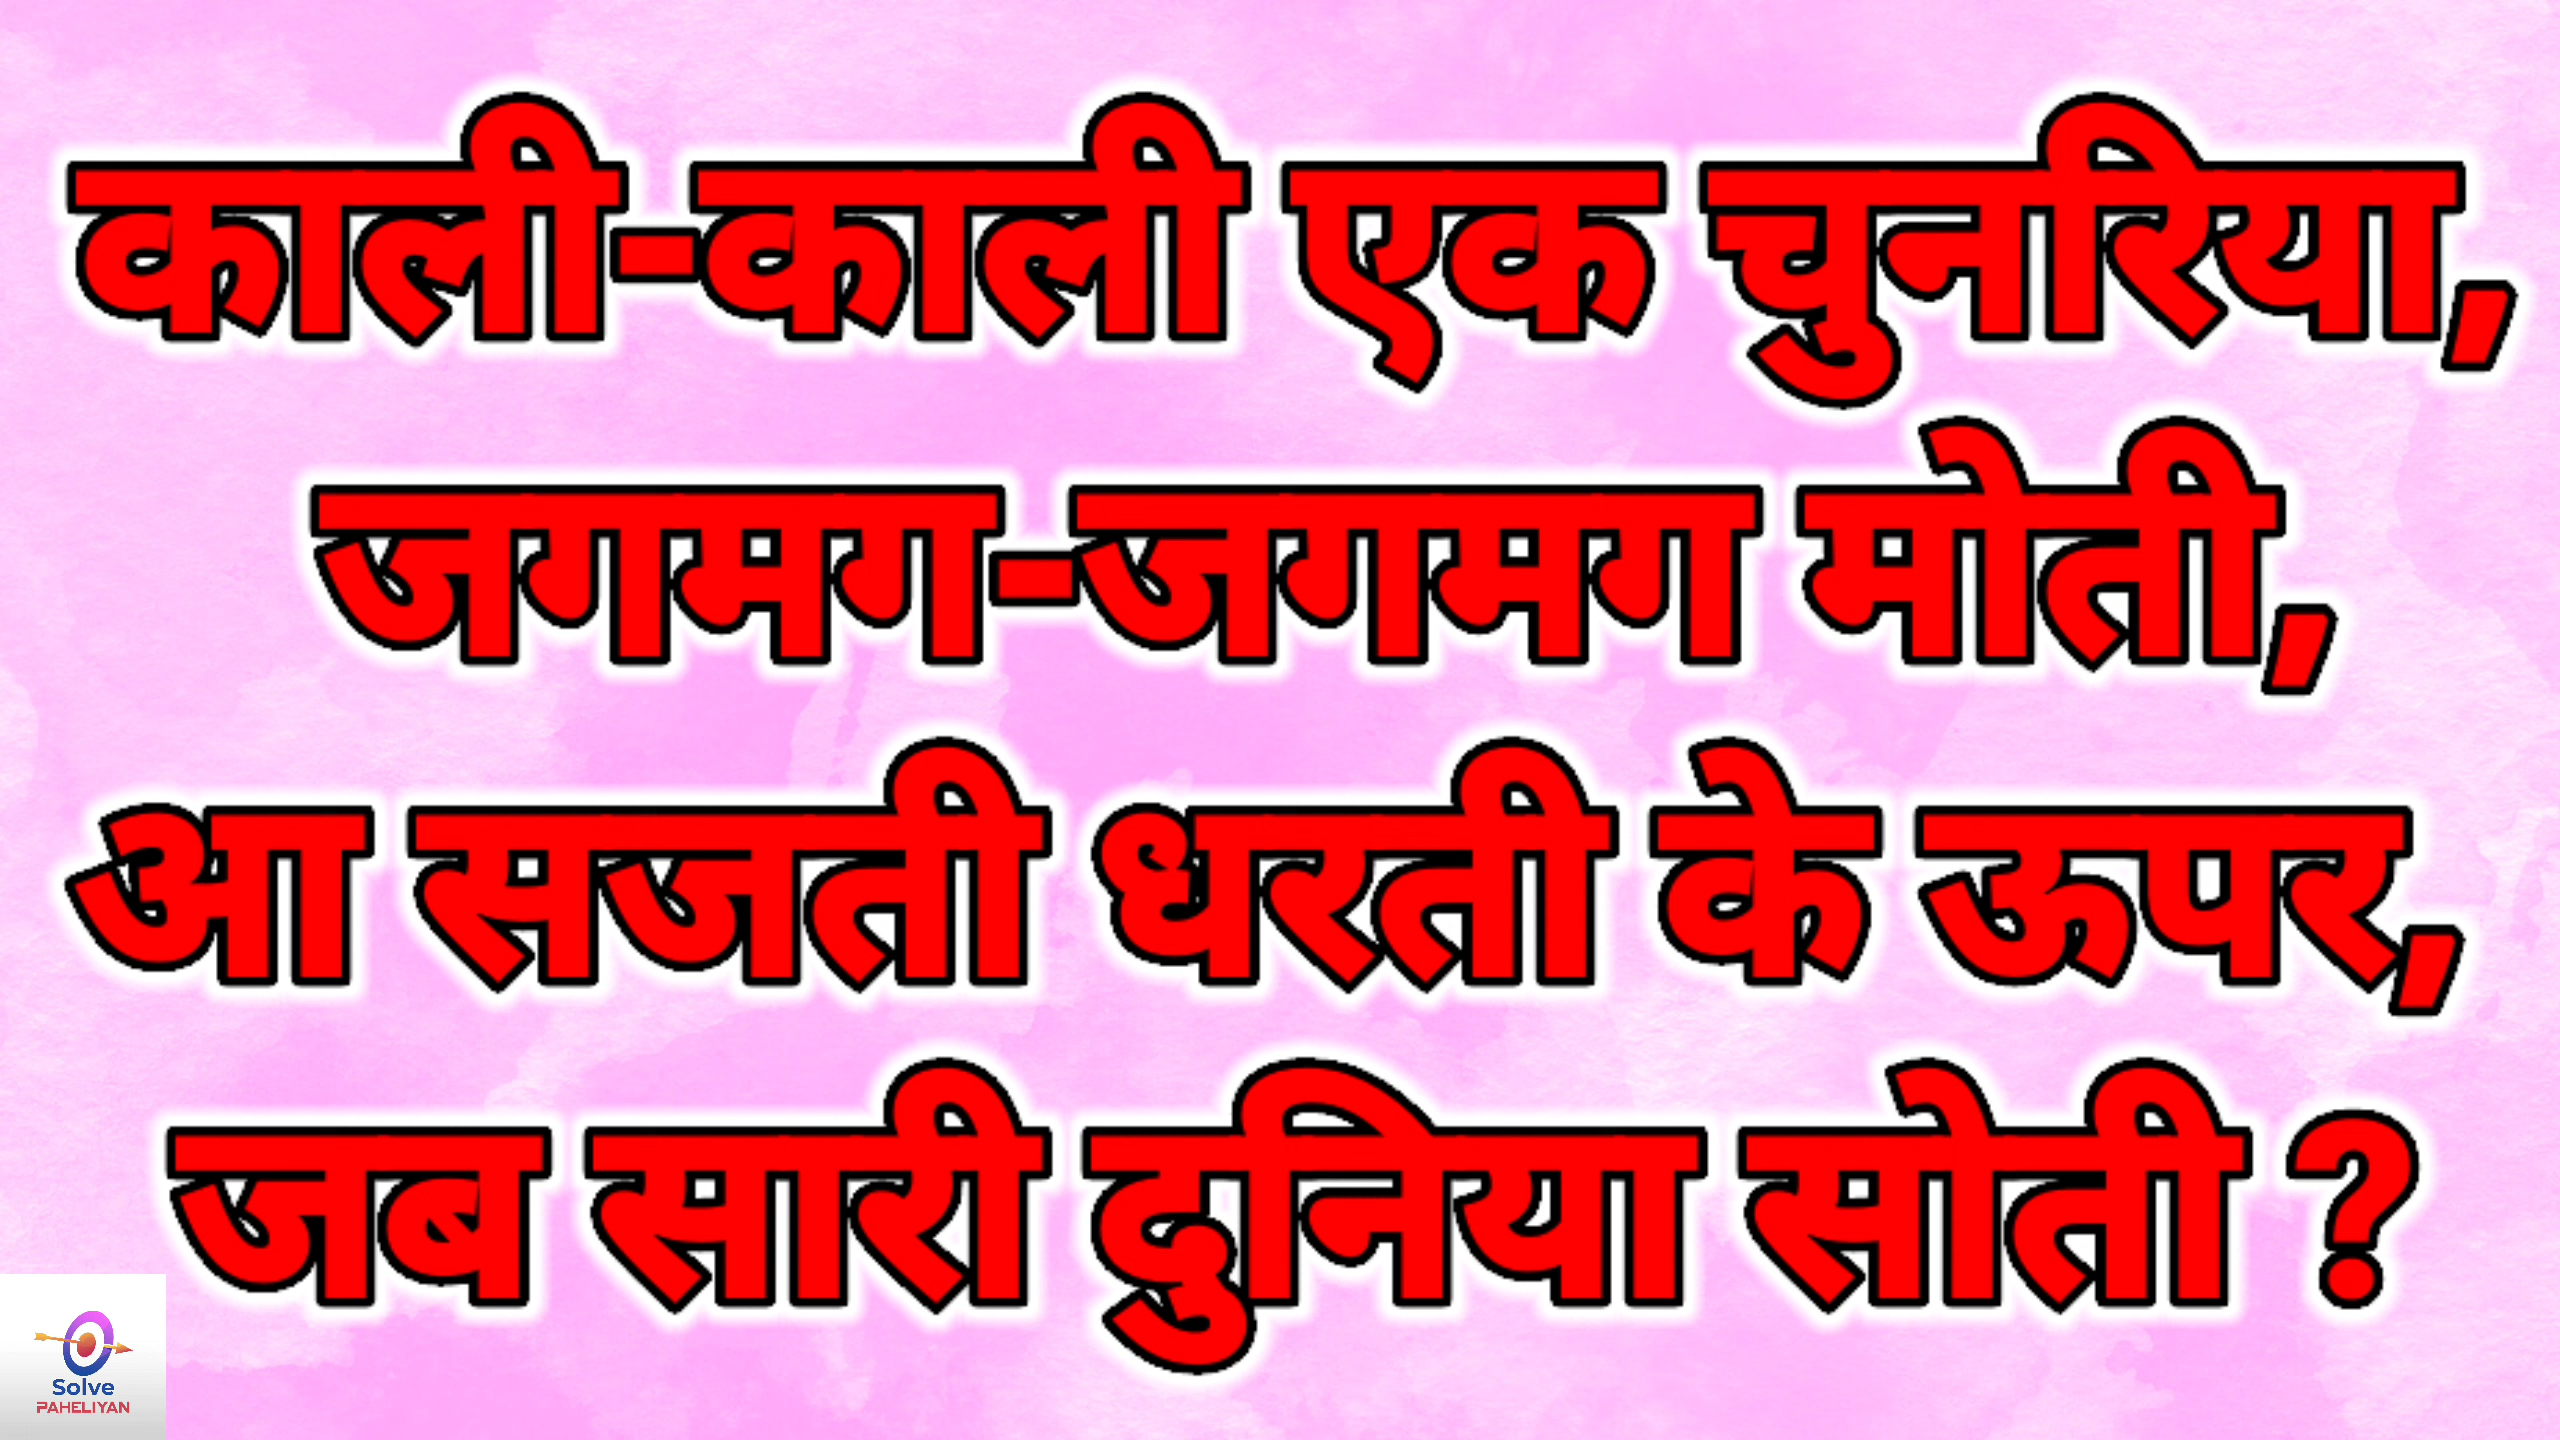 काली-काली एक चुनरिया,
जगमग-जगमग मोती,
आ सजती धरती के ऊपर,
जब सारी दुनिया सोती ?
Solve
PAHELIYAN